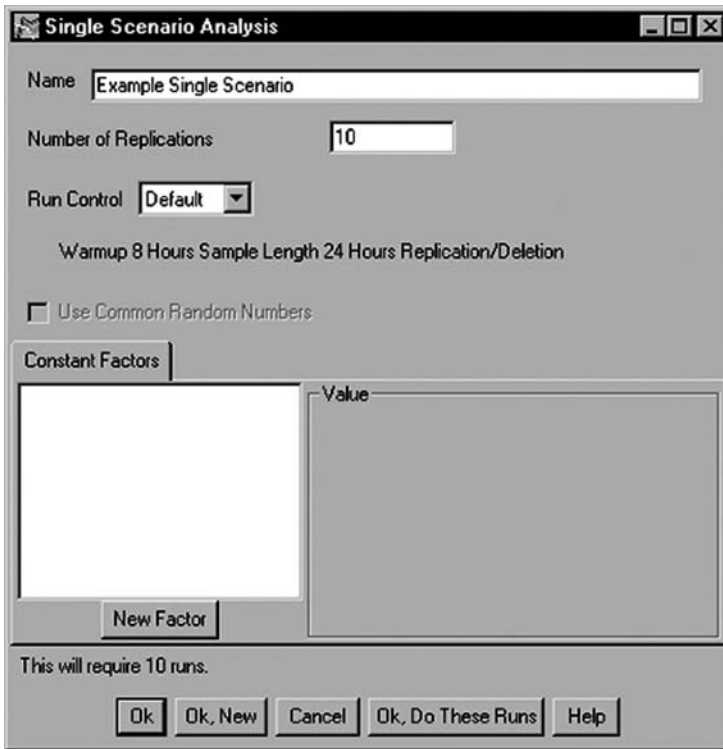 Single Scenario Analysis
Name Example Single Scenario
Number of Replications 10
Run Control Default
Warmup 8 Hours Sample Length 24 Hours Replication/Deletion
Use Common Random Numbers
Constant Factors
Value
New Factor
This will require 10 runs.
Ok Ok, New Cancel Ok, Do These Runs Help